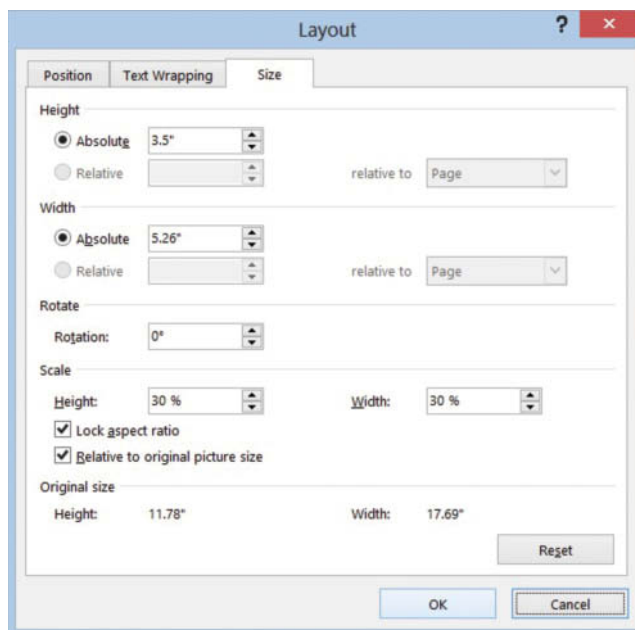 Layout ? ×
Position Text Wrapping Size
Height
Absolute 3.5"
Relative relative to Page
Width
Absolute 5.26"
Relative relative to Page
Rotate
Rotation: 0°
Scale
Height: 30 % Width: 30 %
Lock aspect ratio
Relative to original picture size
Original size
Height: 11.78" Width: 17.69"
Reset
OK Cancel